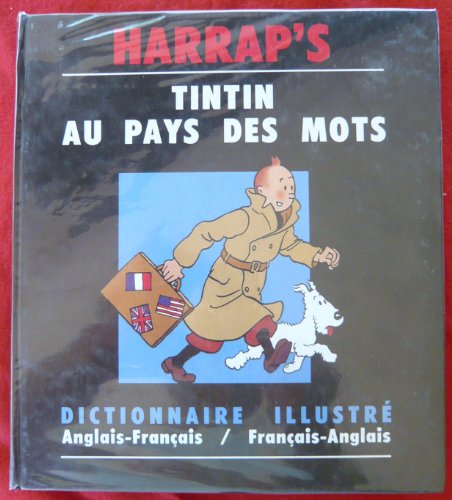 HARRAP'S
TINTIN
AU PAYS DES MOTS
DICTIONNAIRE ILLUSTRÉ
Anglais-Français / Français-Anglais